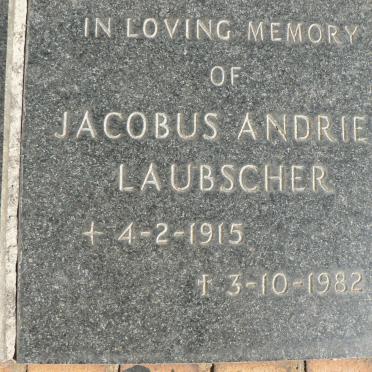 IN LOVING MEMORY
OF
JACOBUS ANDRIE
LAUBSCHER
+ 4-2-1915
† 3-10-1982